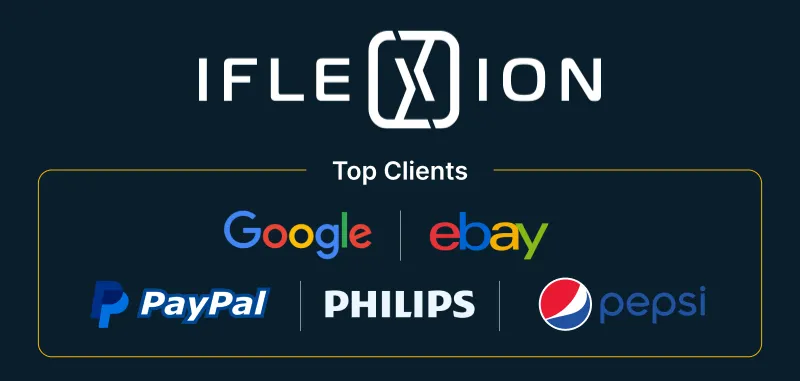 IFLEXION
Top Clients
Google
ebay
PayPal
PHILIPS
pepsi